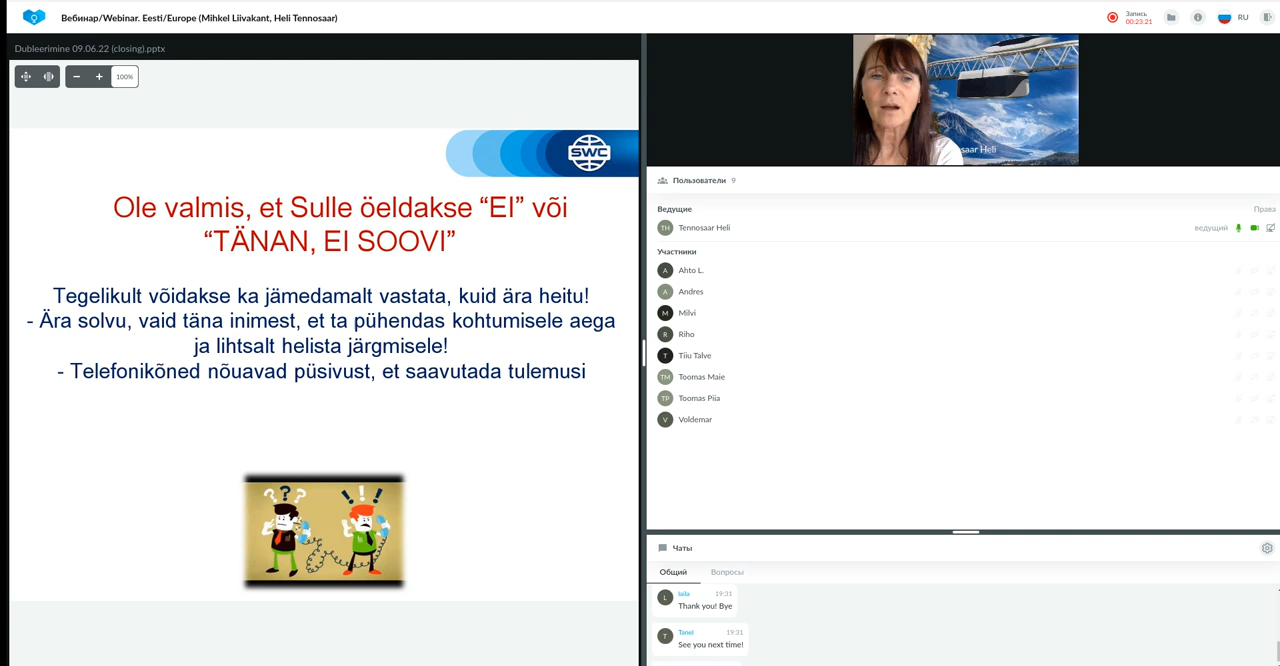 Вебинар/Webinar. Eesti/Europe (Mihkel Liivakant, Heli Tennosaar)
Запись
00:23:21
RU
Dubleerimine 09.06.22 (closing).pptx
100%
SWC
Ole valmis, et Sulle öeldakse “EI” või
“TÄNAN, EI SOOVI”
Tegelikult võidakse ka jämedamalt vastata, kuid ära heitu!
- Ära solvu, vaid täna inimest, et ta pühendas kohtumisele aega
ja lihtsalt helista järgmisele!
- Telefonikõned nõuavad püsivust, et saavutada tulemusi
? ? ?
! ! !
saar Heli
Пользователи 9
Ведущие
Права
TH Tennosaar Heli
ведущий
Участники
A Ahto L.
A Andres
M Milvi
R Riho
T Tiiu Talve
TM Toomas Maie
TP Toomas Piia
V Voldemar
Чаты
Общий
Вопросы
L laila 19:31
Thank you! Bye
T Tanel 19:31
See you next time!